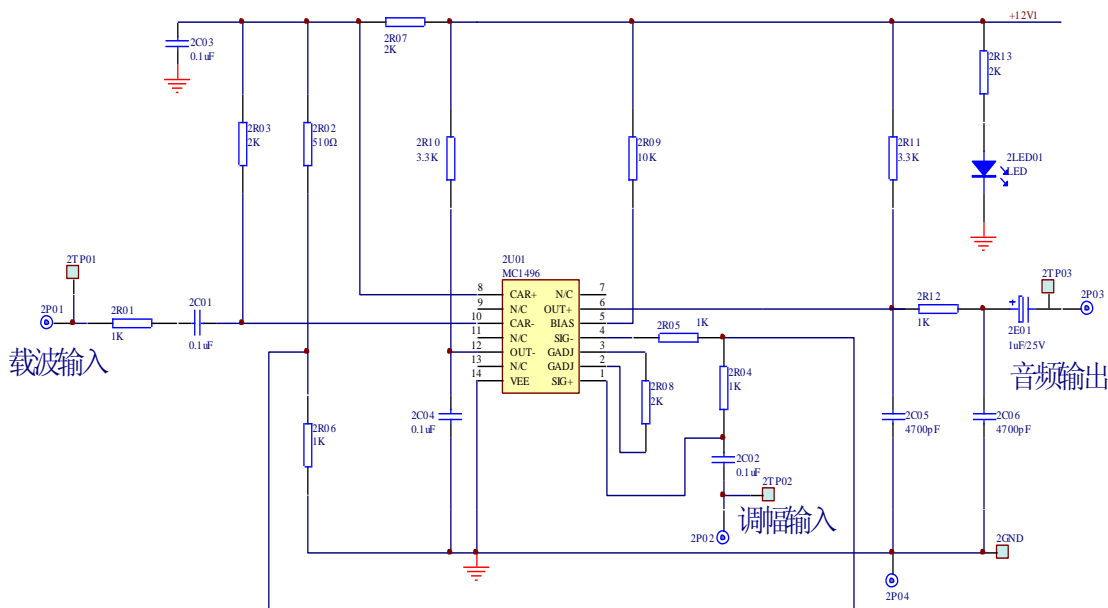 +12V1
2C03
0.1uF
2R07
2K
2R13
2K
2R03
2K
2R02
510Ω
2R10
3.3K
2R09
10K
2R11
3.3K
2LED01
LED
2TP01
2U01
MC1496
2P01
2R01
1K
2C01
0.1uF
载波输入
8 CAR+ N/C 7
9 N/C OUT+ 6
10 CAR- BIAS 5
11 N/C SIG- 4
12 OUT- GADJ 3
13 N/C GADJ 2
14 VEE SIG+ 1
2R05
1K
2R12
1K
2TP03
2P03
2E01
1uF/25V
音频输出
2R08
2K
2R04
1K
2C04
0.1uF
2R06
1K
2C05
4700pF
2C06
4700pF
2C02
0.1uF
2TP02
调幅输入
2P02
2GND
2P04